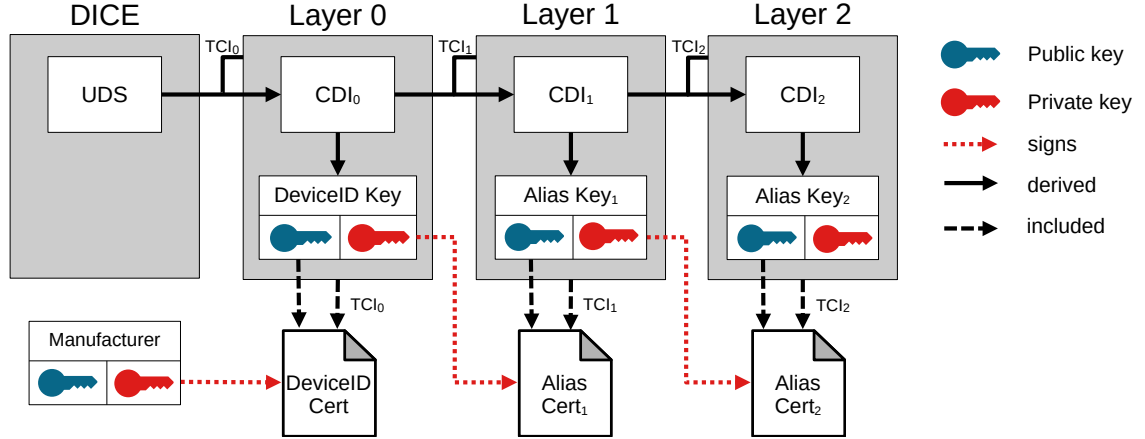 DICE
Layer 0
Layer 1
Layer 2
TCI₀
TCI₁
TCI₂
UDS
CDI₀
CDI₁
CDI₂
Public key
Private key
signs
derived
included
DeviceID Key
Alias Key₁
Alias Key₂
TCI₀
TCI₁
TCI₂
Manufacturer
DeviceID
Cert
Alias
Cert₁
Alias
Cert₂